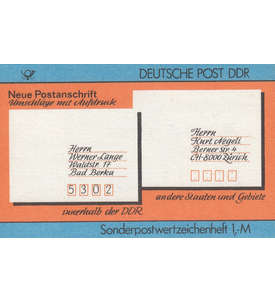 DEUTSCHE POST DDR
Neue Postanschrift
Umschläge mit Aufdruck
Herrn
Werner Lange
Waldstr 17
Bad Berka
5302
innerhalb der DDR
Herrn
Kurt Nägeli
Berner Str 4
CH-8000 Zürich
andere Staaten und Gebiete
Sonderpostwertzeichenheft 1,-M